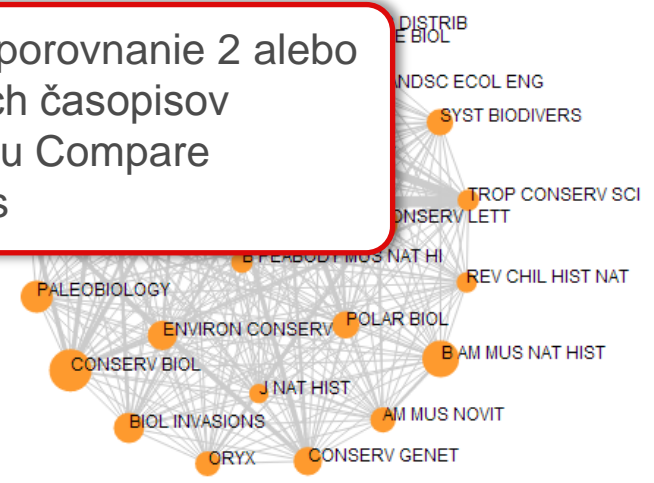 porovnanie 2 alebo
ch časopisov
u Compare
s
DISTRIB
E BIOL
NDSC ECOL ENG
SYST BIODIVERS
TROP CONSERV SCI
ONSERV LETT
B PEABODY MUS NAT HI
REV CHIL HIST NAT
PALEOBIOLOGY
POLAR BIOL
ENVIRON CONSERV
B AM MUS NAT HIST
CONSERV BIOL
J NAT HIST
AM MUS NOVIT
BIOL INVASIONS
CONSERV GENET
ORYX